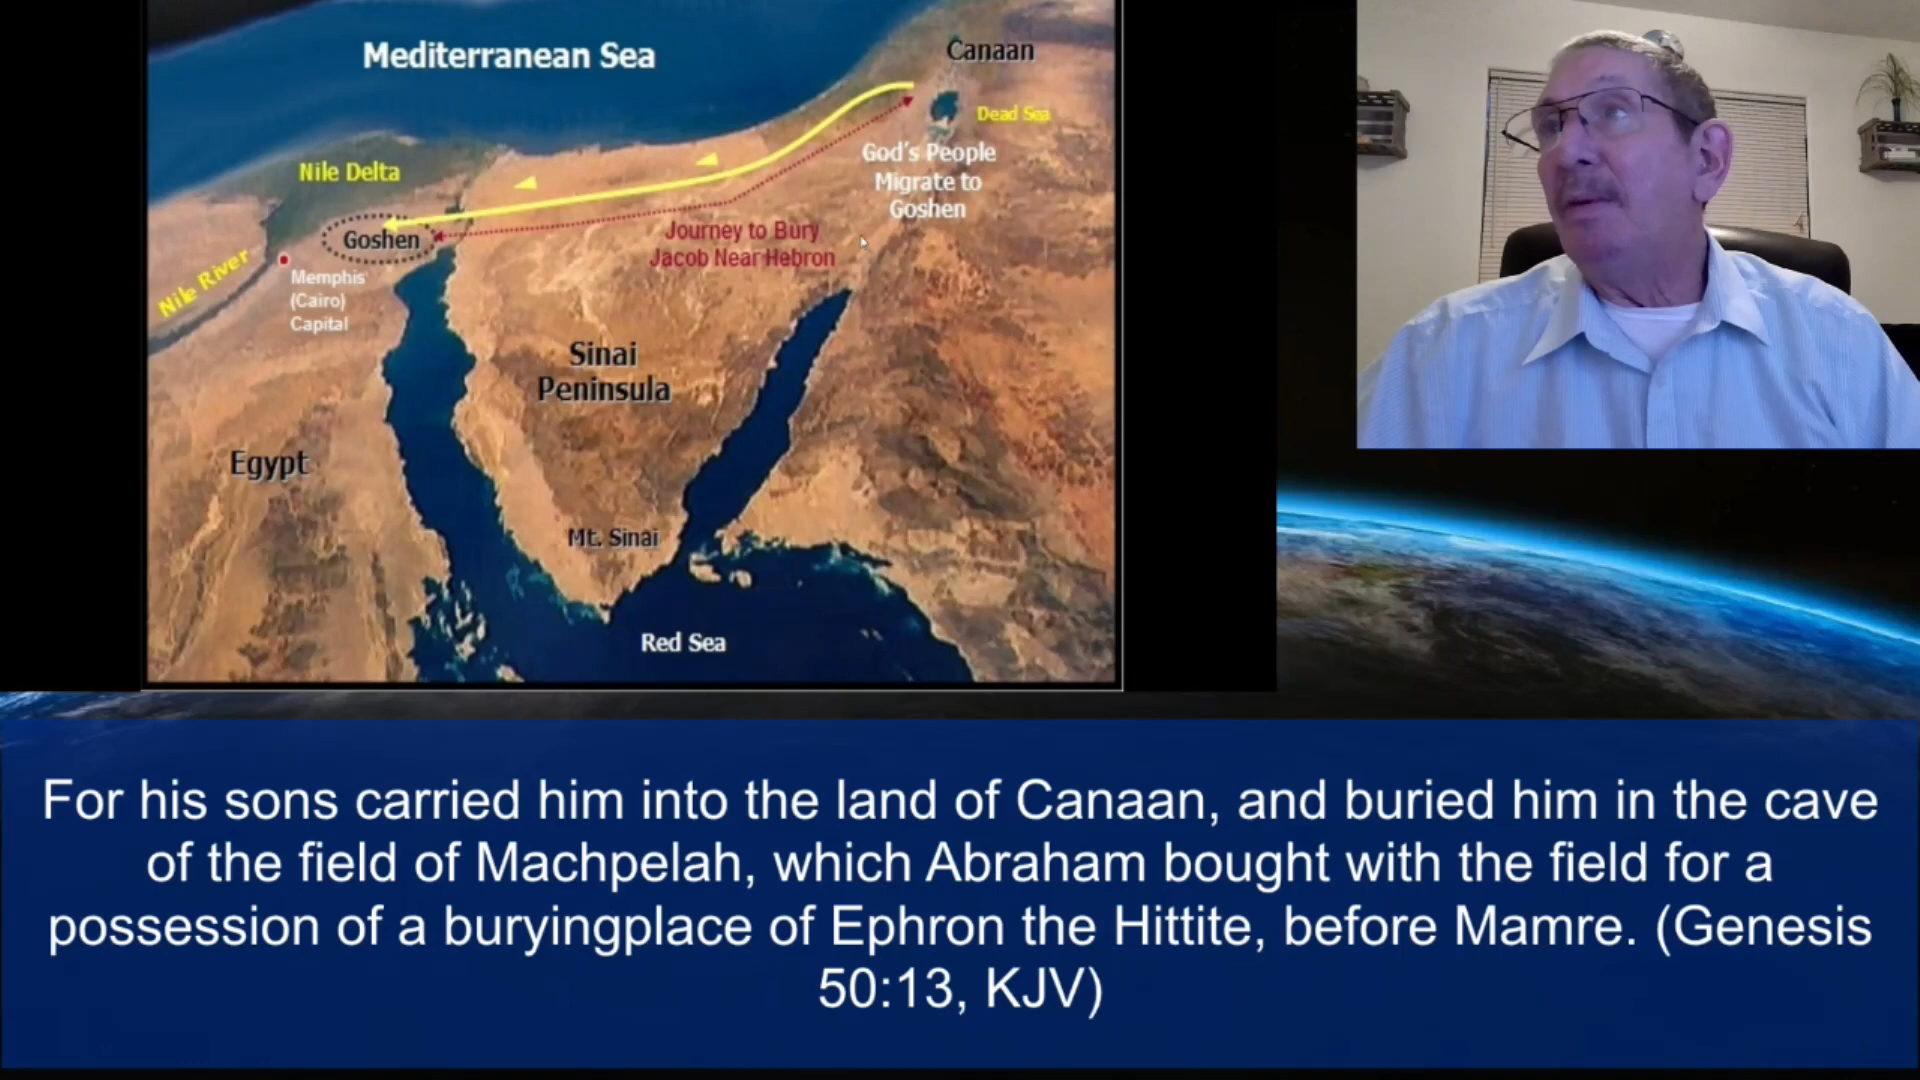 Mediterranean Sea
Canaan
Dead Sea
God's People
Migrate to
Goshen
Nile Delta
Goshen
Journey to Bury
Jacob Near Hebron
Nile River
Memphis
(Cairo)
Capital
Sinai
Peninsula
Egypt
Mt. Sinai
Red Sea
For his sons carried him into the land of Canaan, and buried him in the cave
of the field of Machpelah, which Abraham bought with the field for a
possession of a buryingplace of Ephron the Hittite, before Mamre. (Genesis
50:13, KJV)